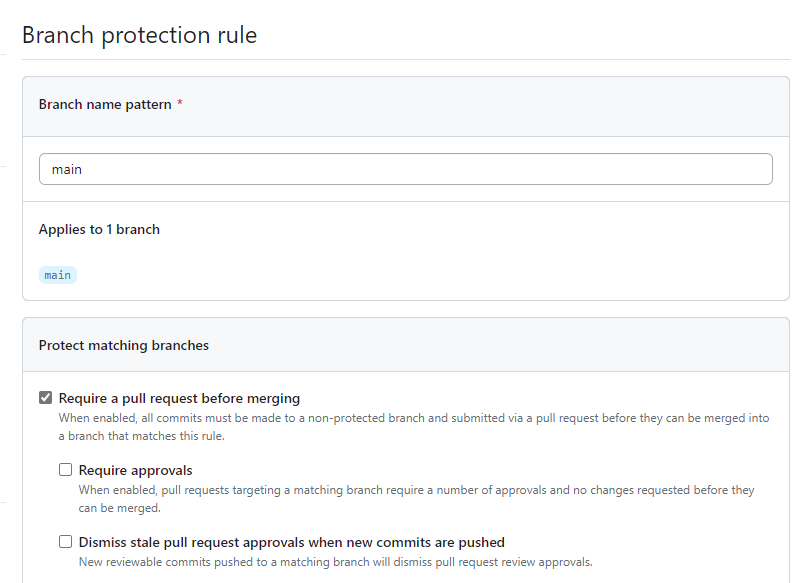 Branch protection rule
Branch name pattern *
main
Applies to 1 branch
main
Protect matching branches
Require a pull request before merging
When enabled, all commits must be made to a non-protected branch and submitted via a pull request before they can be merged into
a branch that matches this rule.
Require approvals
When enabled, pull requests targeting a matching branch require a number of approvals and no changes requested before they
can be merged.
Dismiss stale pull request approvals when new commits are pushed
New reviewable commits pushed to a matching branch will dismiss pull request review approvals.